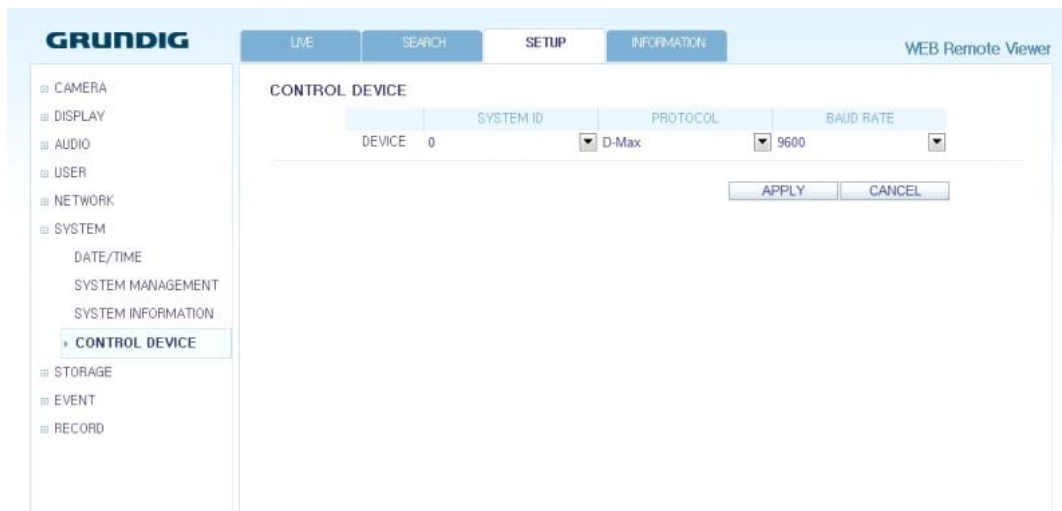 GRUNDIG
LIVE SEARCH SETUP INFORMATION
WEB Remote Viewer
CAMERA
DISPLAY
AUDIO
USER
NETWORK
SYSTEM
DATE/TIME
SYSTEM MANAGEMENT
SYSTEM INFORMATION
CONTROL DEVICE
STORAGE
EVENT
RECORD
CONTROL DEVICE
SYSTEM ID PROTOCOL BAUD RATE
DEVICE 0 D-Max 9600
APPLY CANCEL